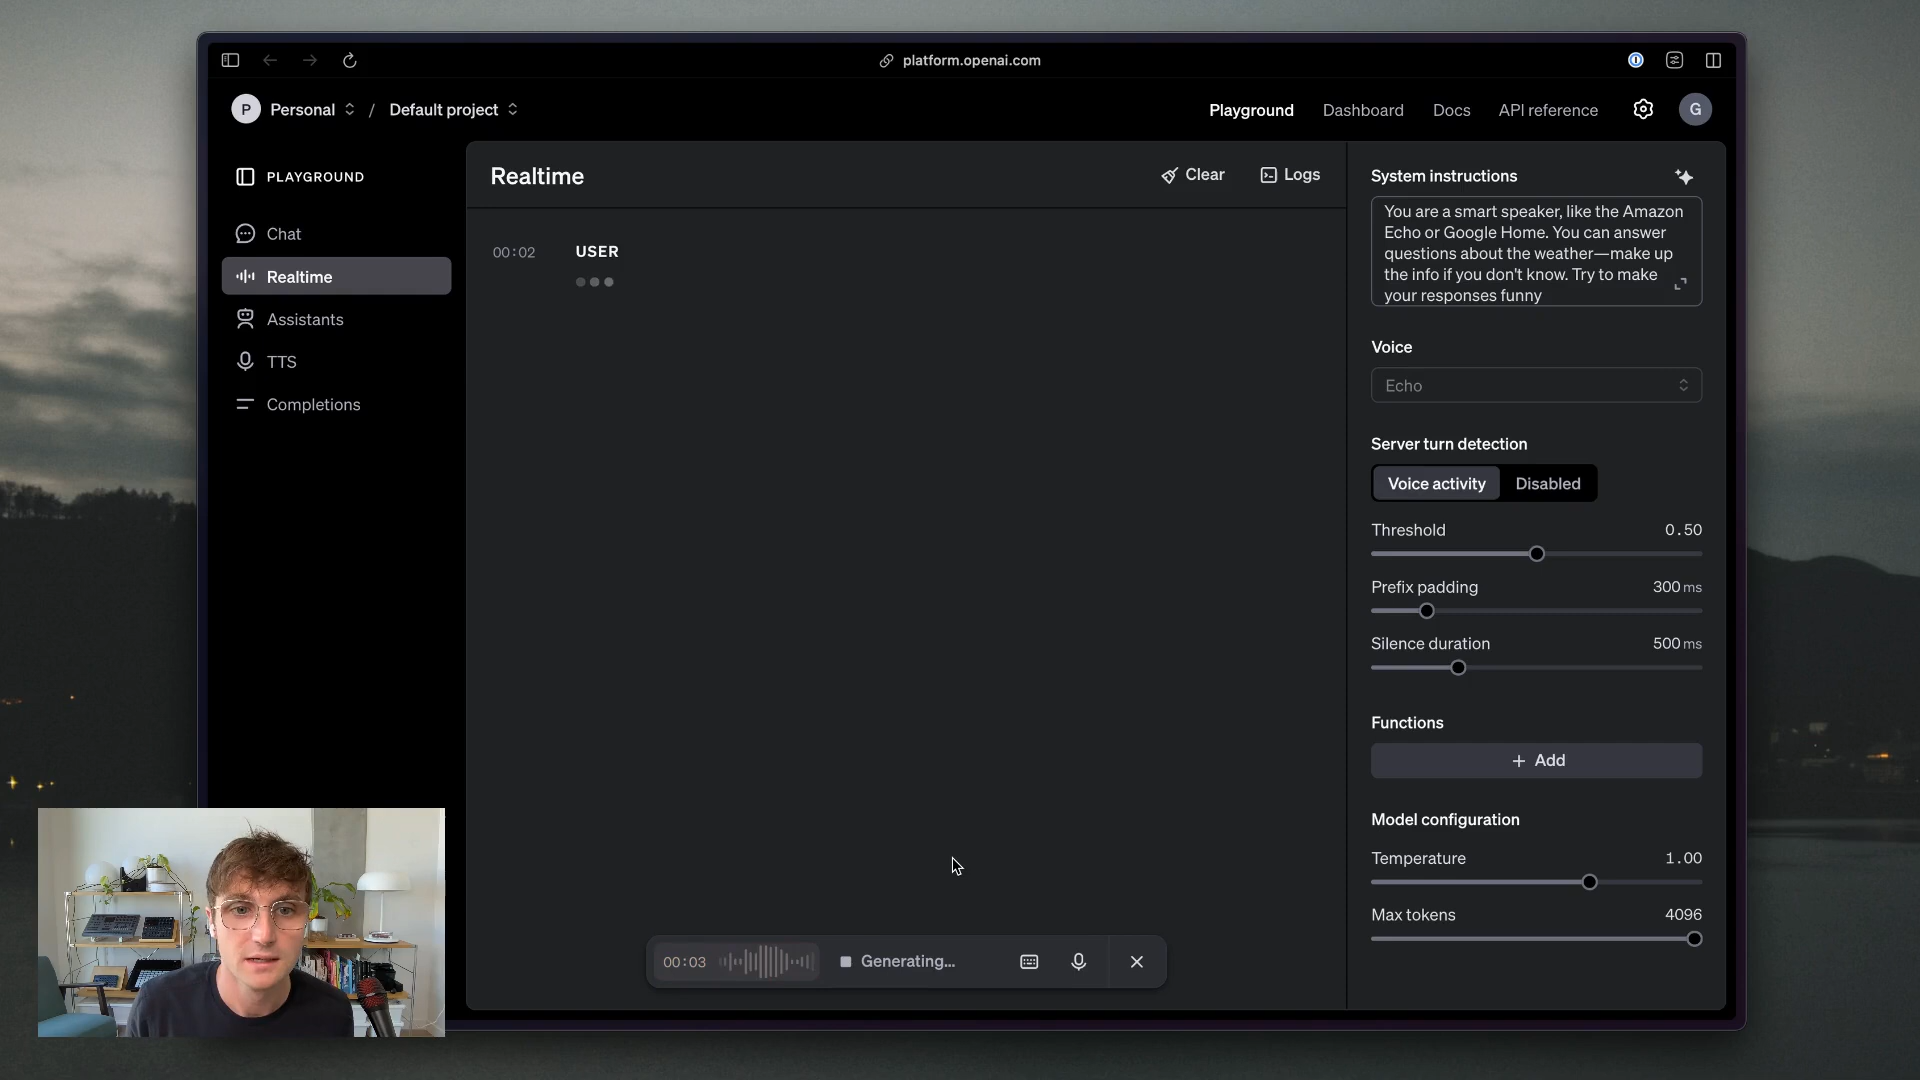 platform.openai.com
P Personal / Default project
Playground Dashboard Docs API reference G
PLAYGROUND
Chat
Realtime
Assistants
TTS
Completions
Realtime
Clear Logs
00:02 USER
00:03 Generating...
System instructions
You are a smart speaker, like the Amazon
Echo or Google Home. You can answer
questions about the weather—make up
the info if you don't know. Try to make
your responses funny
Voice
Echo
Server turn detection
Voice activity Disabled
Threshold 0.50
Prefix padding 300 ms
Silence duration 500 ms
Functions
+ Add
Model configuration
Temperature 1.00
Max tokens 4096